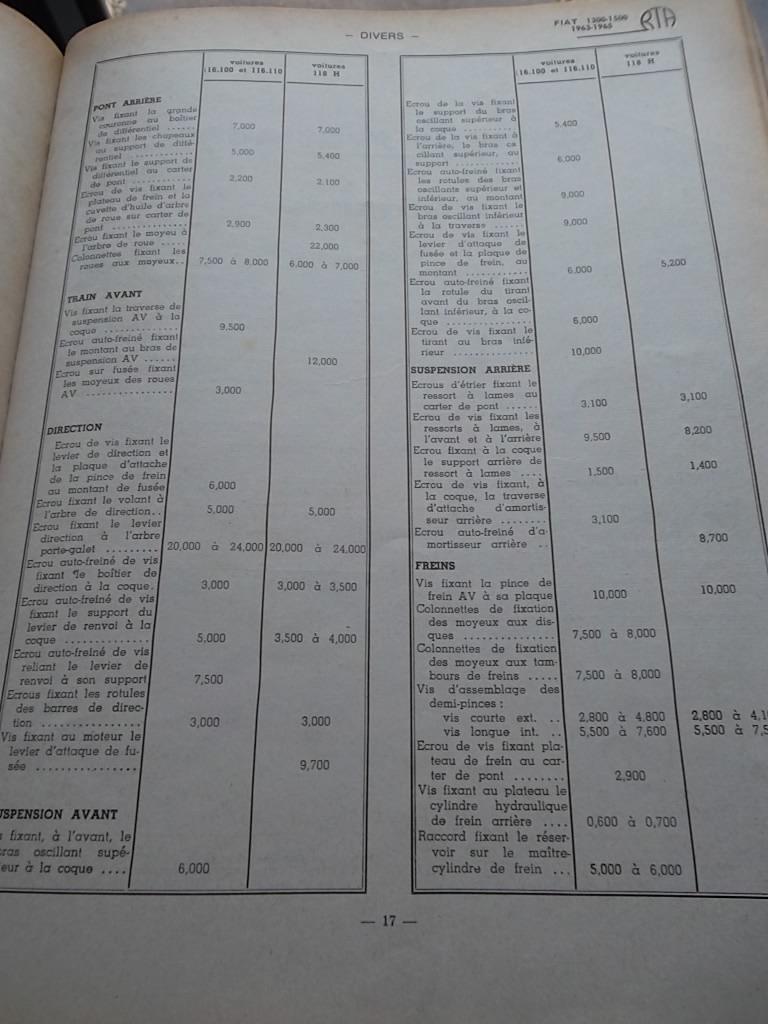 — DIVERS —
FIAT 1300-1500
1963-1965
RTA
voitures
116.100 et 116.110
voitures
118 H
PONT ARRIÈRE
Vis fixant la grande
couronne au boîtier
de différentiel ...... 7,000 7,000
Vis fixant les chapeaux
au support de diffé-
rentiel ............ 5,000 5,400
Vis fixant le support de
différentiel au carter
de pont ............ 2,200 2,100
Ecrou de vis fixant le
plateau de frein et la
cuvette d'huile d'arbre
de roue sur carter de
pont .............. 2,900 2,300
Ecrou fixant le moyeu à
l'arbre de roue ..... 22,000
Colonnettes fixant les
roues aux moyeux.. 7,500 à 8,000 6,000 à 7,000
TRAIN AVANT
Vis fixant la traverse de
suspension AV à la
coque ............. 9,500
Ecrou auto-freiné fixant
le montant au bras de
suspension AV ...... 12,000
Ecrou sur fusée fixant
les moyeux des roues
AV ................ 3,000
DIRECTION
Ecrou de vis fixant le
levier de direction et
la plaque d'attache
de la pince de frein
au montant de fusée 6,000
Ecrou fixant le volant à
l'arbre de direction.. 5,000 5,000
Ecrou fixant le levier
direction à l'arbre
porte-galet ......... 20,000 à 24,000 20,000 à 24,000
Ecrou auto-freiné de vis
fixant le boîtier de
direction à la coque. 3,000 3,000 à 3,500
Ecrou auto-freiné de vis
fixant le support du
levier de renvoi à la
coque .............. 5,000 3,500 à 4,000
Ecrou auto-freiné de vis
reliant le levier de
renvoi à son support 7,500
Ecrous fixant les rotules
des barres de direc-
tion ................ 3,000 3,000
Vis fixant au moteur le
levier d'attaque de fu-
sée ................ 9,700
USPENSION AVANT
s fixant, à l'avant, le
bras oscillant supé-
eur à la coque .... 6,000
voitures
116.100 et 116.110
voitures
118 H
Ecrou de la vis fixant
le support du bras
oscillant supérieur à
la coque .......... 5,400
Ecrou de la vis fixant à
l'arrière, le bras os
cillant supérieur, au
support ............ 6,000
Ecrou auto-freiné fixant
les rotules des bras
oscillants supérieur et
inférieur, au montant 9,000
Ecrou de vis fixant le
bras oscillant inférieur
à la traverse ...... 9,000
Ecrou de vis fixant le
levier d'attaque de
fusée et la plaque de
pince de frein, au
montant ............ 6,000 5,200
Ecrou auto-freiné fixant
la rotule du tirant
avant du bras oscil-
lant inférieur, à la co-
que ................ 6,000
Ecrou de vis fixant le
tirant au bras infé-
rieur .............. 10,000
SUSPENSION ARRIÈRE
Ecrous d'étrier fixant le
ressort à lames au
carter de pont ...... 3,100 3,100
Ecrou de vis fixant les
ressorts à lames, à
l'avant et à l'arrière 9,500 8,200
Ecrou fixant à la coque
le support arrière de
ressort à lames .... 1,500 1,400
Ecrou de vis fixant, à
la coque, la traverse
d'attache d'amortis-
seur arrière ........ 3,100
Ecrou auto-freiné d'a-
mortisseur arrière .. 8,700
FREINS
Vis fixant la pince de
frein AV à sa plaque 10,000 10,000
Colonnettes de fixation
des moyeux aux dis-
ques .............. 7,500 à 8,000
Colonnettes de fixation
des moyeux aux tam-
bours de freins ..... 7,500 à 8,000
Vis d'assemblage des
demi-pinces :
vis courte ext. .. 2,800 à 4,800 2,800 à 4,1
vis longue int. .. 5,500 à 7,600 5,500 à 7,5
Ecrou de vis fixant pla-
teau de frein au car-
ter de pont ........ 2,900
Vis fixant au plateau le
cylindre hydraulique
de frein arrière .... 0,600 à 0,700
Raccord fixant le réser-
voir sur le maître-
cylindre de frein ... 5,000 à 6,000
— 17 —